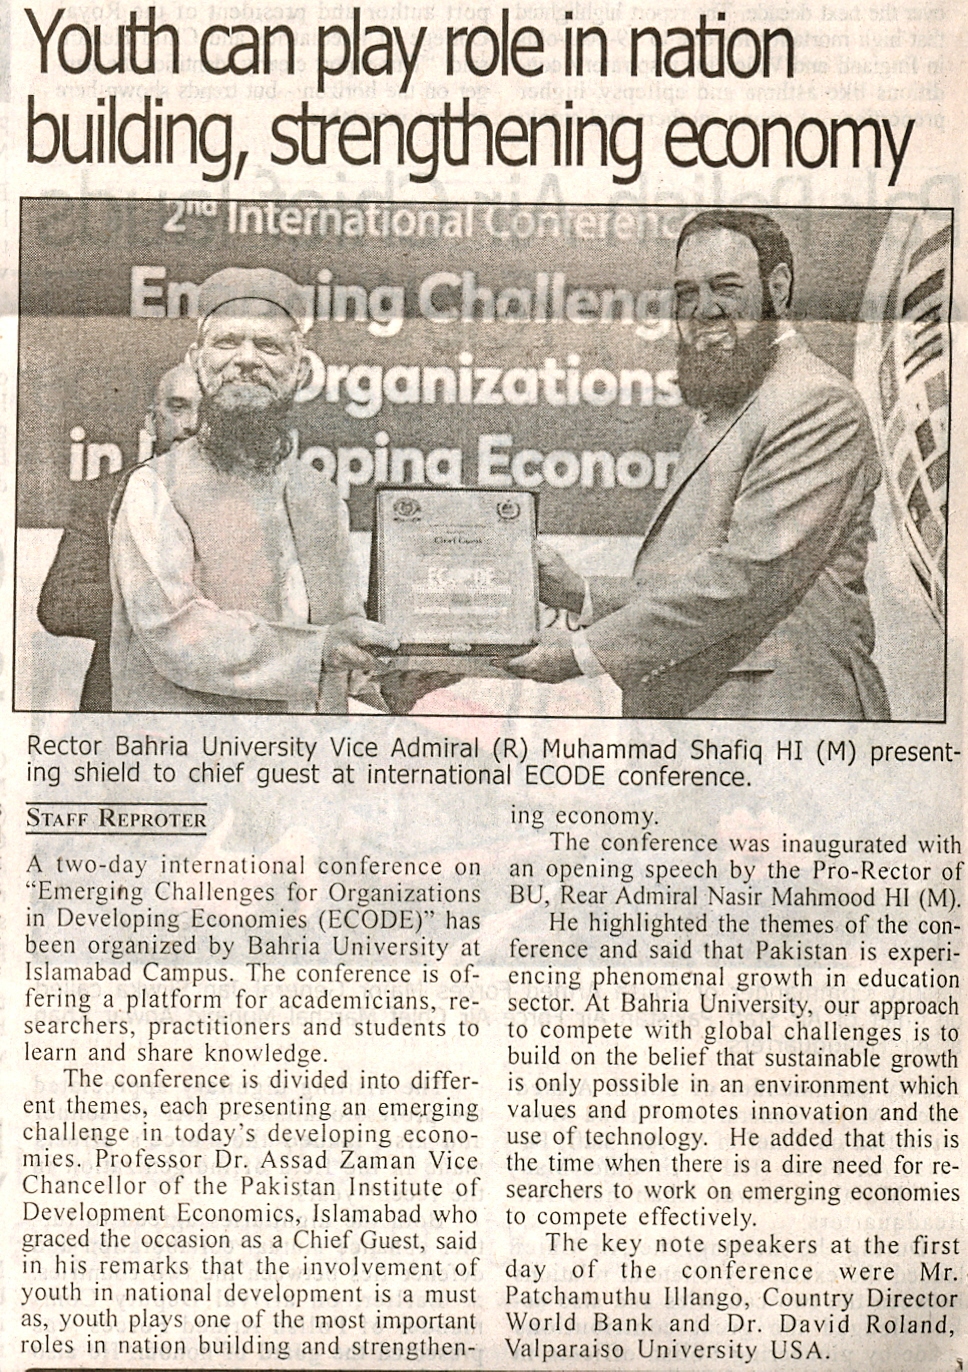 Youth can play role in nation
building, strengthening economy
2nd International Conferenc
Em ging Challeng
Organizations
in loping Econom
Chief Guest
Rector Bahria University Vice Admiral (R) Muhammad Shafiq HI (M) present-
ing shield to chief guest at international ECODE conference.
STAFF REPROTER
A two-day international conference on
“Emerging Challenges for Organizations
in Developing Economies (ECODE)” has
been organized by Bahria University at
Islamabad Campus. The conference is of-
fering a platform for academicians, re-
searchers, practitioners and students to
learn and share knowledge.
The conference is divided into differ-
ent themes, each presenting an emerging
challenge in today’s developing econo-
mies. Professor Dr. Assad Zaman Vice
Chancellor of the Pakistan Institute of
Development Economics, Islamabad who
graced the occasion as a Chief Guest, said
in his remarks that the involvement of
youth in national development is a must
as, youth plays one of the most important
roles in nation building and strengthen-
ing economy.
The conference was inaugurated with
an opening speech by the Pro-Rector of
BU, Rear Admiral Nasir Mahmood HI (M).
He highlighted the themes of the con-
ference and said that Pakistan is experi-
encing phenomenal growth in education
sector. At Bahria University, our approach
to compete with global challenges is to
build on the belief that sustainable growth
is only possible in an environment which
values and promotes innovation and the
use of technology. He added that this is
the time when there is a dire need for re-
searchers to work on emerging economies
to compete effectively.
The key note speakers at the first
day of the conference were Mr.
Patchamuthu Illango, Country Director
World Bank and Dr. David Roland,
Valparaiso University USA.